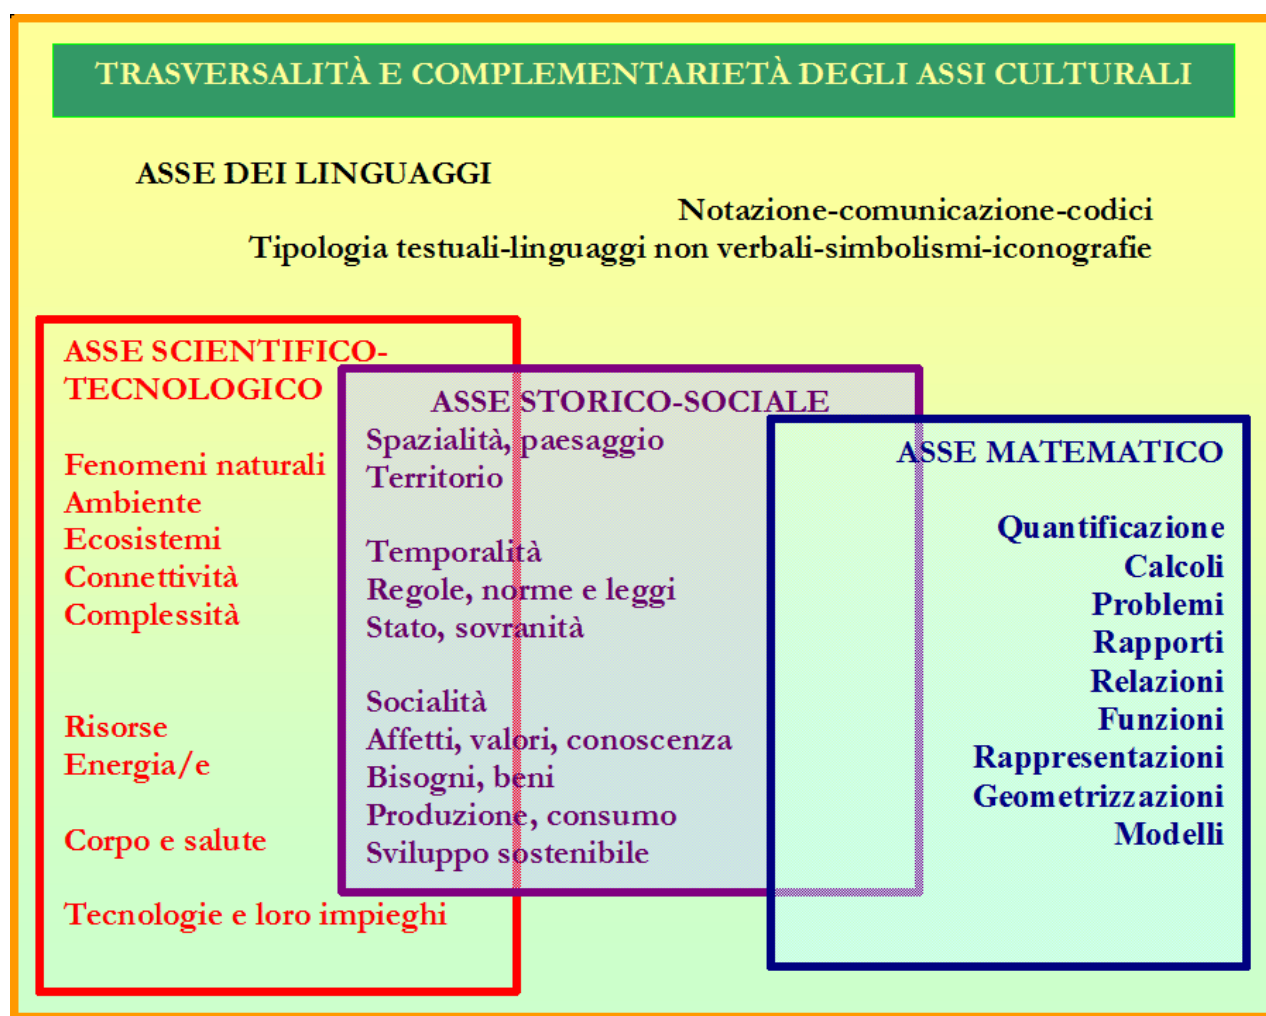 TRASVERSALITÀ E COMPLEMENTARIETÀ DEGLI ASSI CULTURALI
ASSE DEI LINGUAGGI
Notazione-comunicazione-codici
Tipologia testuali-linguaggi non verbali-simbolismi-iconografie
ASSE SCIENTIFICO-
TECNOLOGICO
Fenomeni naturali
Ambiente
Ecosistemi
Connettività
Complessità
Risorse
Energia/e
Corpo e salute
Tecnologie e loro impieghi
ASSE STORICO-SOCIALE
Spazialità, paesaggio
Territorio
Temporalità
Regole, norme e leggi
Stato, sovranità
Socialità
Affetti, valori, conoscenza
Bisogni, beni
Produzione, consumo
Sviluppo sostenibile
ASSE MATEMATICO
Quantificazione
Calcoli
Problemi
Rapporti
Relazioni
Funzioni
Rappresentazioni
Geometrizzazioni
Modelli